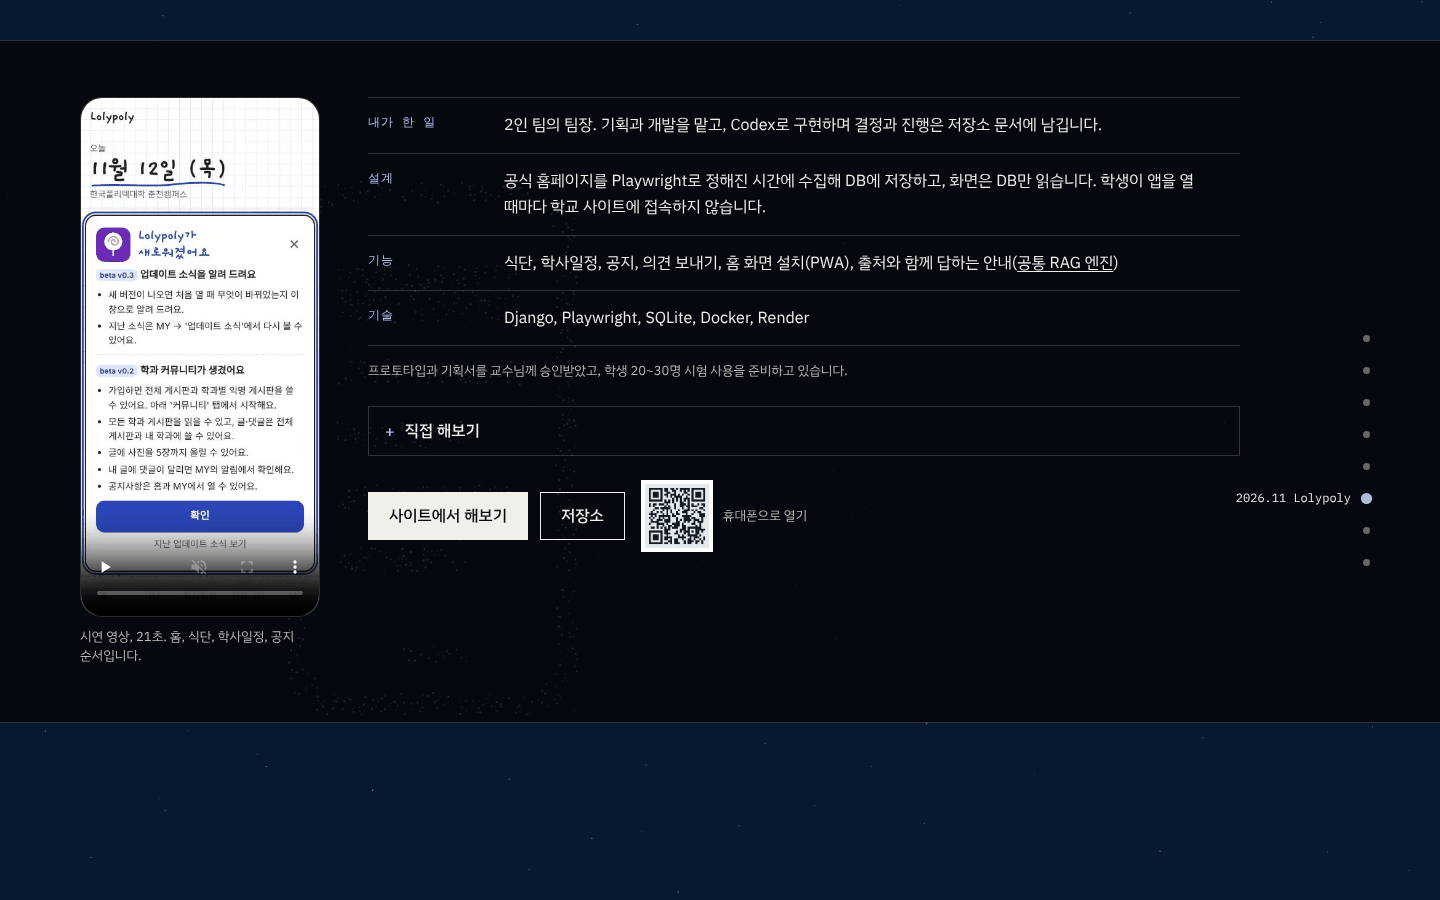 Lolypoly
오늘
11월 12일 (목)
한국폴리텍대학 춘천캠퍼스
Lolypoly가
새로워졌어요
beta v0.3 업데이트 소식을 알려 드려요
• 새 버전이 나오면 처음 열 때 무엇이 바뀌었는지 이
창으로 알려 드려요.
• 지난 소식은 MY → '업데이트 소식'에서 다시 볼 수
있어요.
beta v0.2 학과 커뮤니티가 생겼어요
• 가입하면 전체 게시판과 학과별 익명 게시판을 쓸
수 있어요. 아래 '커뮤니티' 탭에서 시작해요.
• 모든 학과 게시판을 읽을 수 있고, 글·댓글은 전체
게시판과 내 학과에 쓸 수 있어요.
• 글에 사진을 5장까지 올릴 수 있어요.
• 내 글에 댓글이 달리면 MY의 알림에서 확인해요.
• 공지사항은 홈과 MY에서 열 수 있어요.
확인
지난 업데이트 소식 보기
시연 영상, 21초. 홈, 식단, 학사일정, 공지
순서입니다.
내가 한 일
2인 팀의 팀장. 기획과 개발을 맡고, Codex로 구현하며 결정과 진행은 저장소 문서에 남깁니다.
설계
공식 홈페이지를 Playwright로 정해진 시간에 수집해 DB에 저장하고, 화면은 DB만 읽습니다. 학생이 앱을 열
때마다 학교 사이트에 접속하지 않습니다.
기능
식단, 학사일정, 공지, 의견 보내기, 홈 화면 설치(PWA), 출처와 함께 답하는 안내(공통 RAG 엔진)
기술
Django, Playwright, SQLite, Docker, Render
프로토타입과 기획서를 교수님께 승인받았고, 학생 20~30명 시험 사용을 준비하고 있습니다.
+ 직접 해보기
사이트에서 해보기
저장소
휴대폰으로 열기
2026.11 Lolypoly